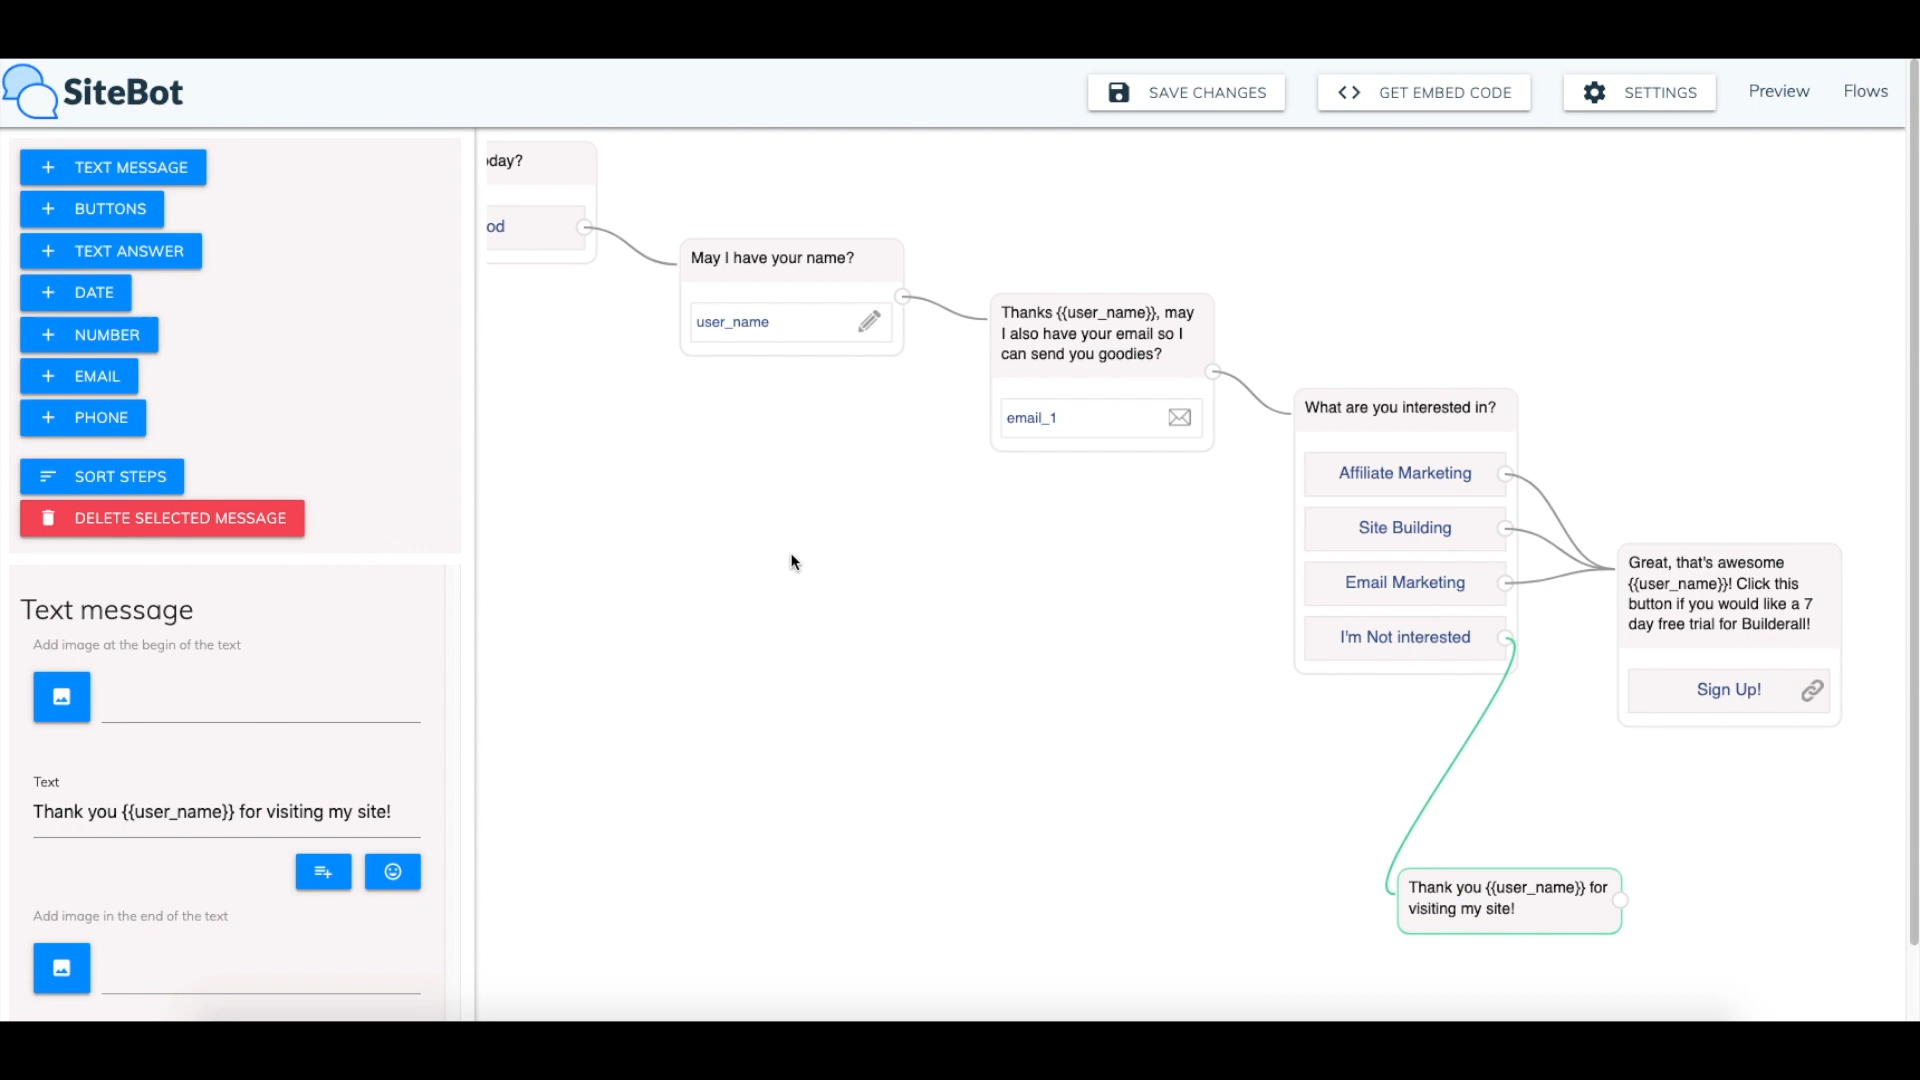 SiteBot
SAVE CHANGES
GET EMBED CODE
SETTINGS
Preview
Flows
TEXT MESSAGE
BUTTONS
TEXT ANSWER
DATE
NUMBER
EMAIL
PHONE
SORT STEPS
DELETE SELECTED MESSAGE
Text message
Add image at the begin of the text
Text
Thank you {{user_name}} for visiting my site!
Add image in the end of the text
oday?
od
May I have your name?
user_name
Thanks {{user_name}}, may
I also have your email so I
can send you goodies?
email_1
What are you interested in?
Affiliate Marketing
Site Building
Email Marketing
I'm Not interested
Great, that's awesome
{{user_name}}! Click this
button if you would like a 7
day free trial for Builderall!
Sign Up!
Thank you {{user_name}} for
visiting my site!